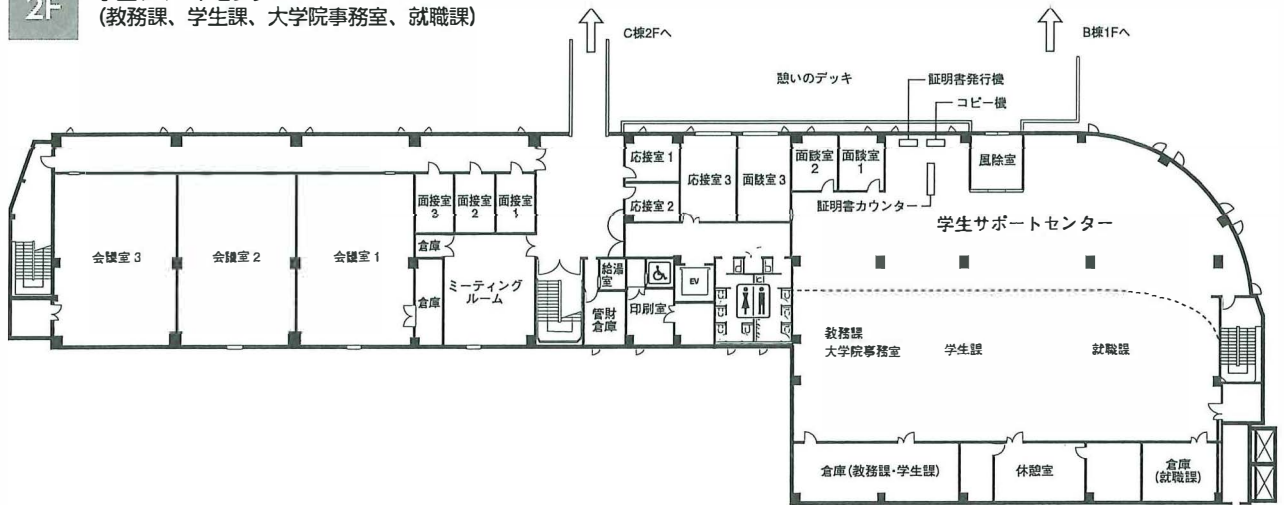 2F
(教務課、学生課、大学院事務室、就職課)
C棟2Fへ
B棟1Fへ
憩いのデッキ
証明書発行機
コピー機
応接室 1
応接室 2
応接室 3
面談室 3
面談室
2
面談室
1
風除室
証明書カウンター
学生サポートセンター
面接室
3
面接室
2
面接室
1
会議室 3
会議室 2
会議室 1
倉庫
倉庫
ミーティング
ルーム
給湯
室
管財
倉庫
印刷室
EV
教務課
大学院事務室
学生課
就職課
倉庫(教務課・学生課)
休憩室
倉庫
(就職課)